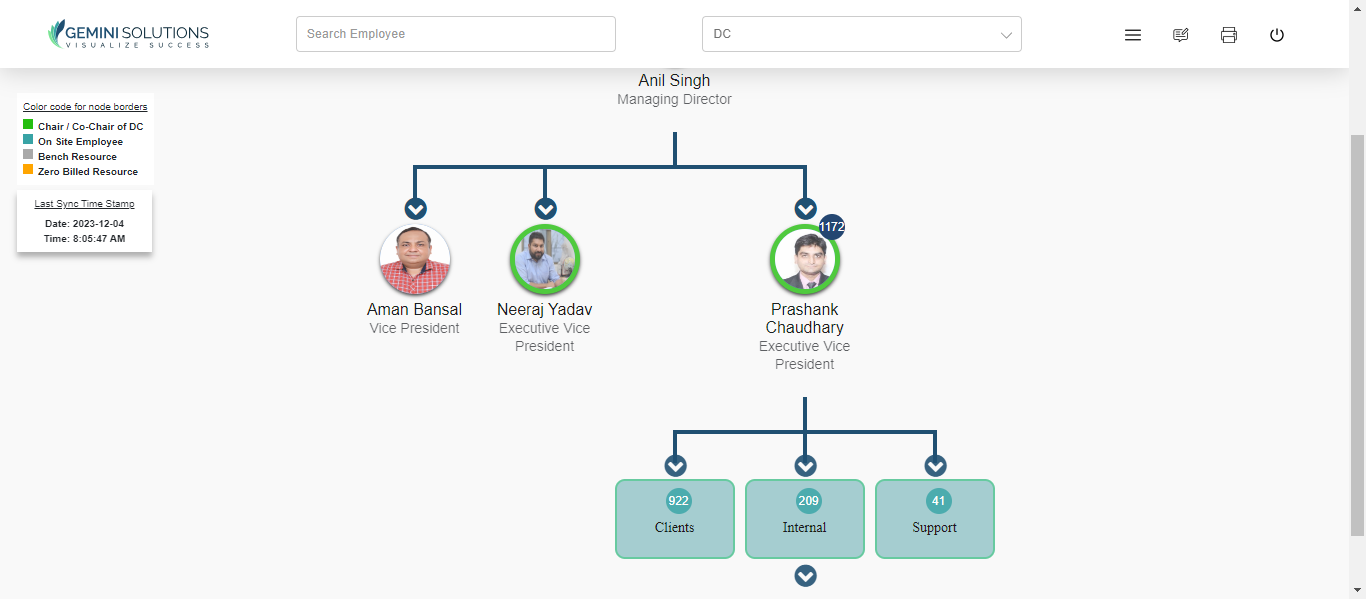 GEMINI SOLUTIONS
VISUALIZE SUCCESS
Search Employee
DC
Anil Singh
Managing Director
Color code for node borders
Chair / Co-Chair of DC
On Site Employee
Bench Resource
Zero Billed Resource
Last Sync Time Stamp
Date: 2023-12-04
Time: 8:05:47 AM
1172
Aman Bansal
Vice President
Neeraj Yadav
Executive Vice
President
Prashank
Chaudhary
Executive Vice
President
922
Clients
209
Internal
41
Support